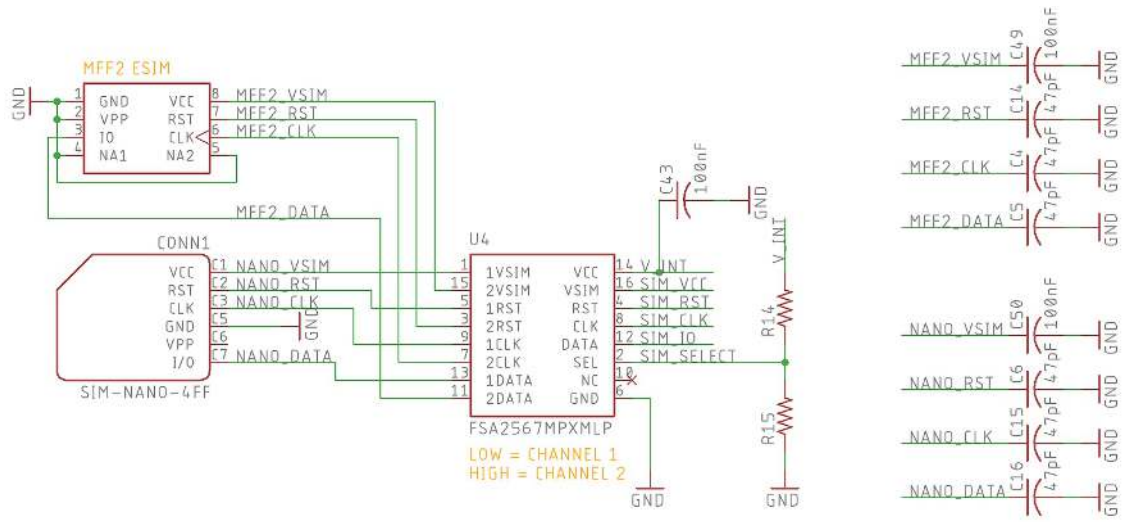 MFF2 ESIM
GND
1 GND VCC 8 MFF2_VSIM
2 VPP RST 7 MFF2_RST
3 IO CLK 6 MFF2_CLK
4 NA1 NA2 5
MFF2_DATA
CONN1
VCC C1 NANO_VSIM
RST C2 NANO_RST
CLK C3 NANO_CLK
GND C5 GND
VPP C6
I/O C7 NANO_DATA
SIM-NANO-4FF
C43 100nF GND
U4
1 1VSIM VCC 14 V_INT
15 2VSIM VSIM 16 SIM_VCC
5 1RST RST 4 SIM_RST
3 2RST CLK 8 SIM_CLK
9 1CLK DATA 12 SIM_IO
7 2CLK SEL 2 SIM_SELECT
13 1DATA NC 10
11 2DATA GND 6
FSA2567MPXMLP
LOW = CHANNEL 1
HIGH = CHANNEL 2
GND
V_INT
R14
R15
GND
MFF2_VSIM C49 100nF GND
MFF2_RST C14 47pF GND
MFF2_CLK C4 47pF GND
MFF2_DATA C5 47pF GND
NANO_VSIM C50 100nF GND
NANO_RST C6 47pF GND
NANO_CLK C15 47pF GND
NANO_DATA C16 47pF GND